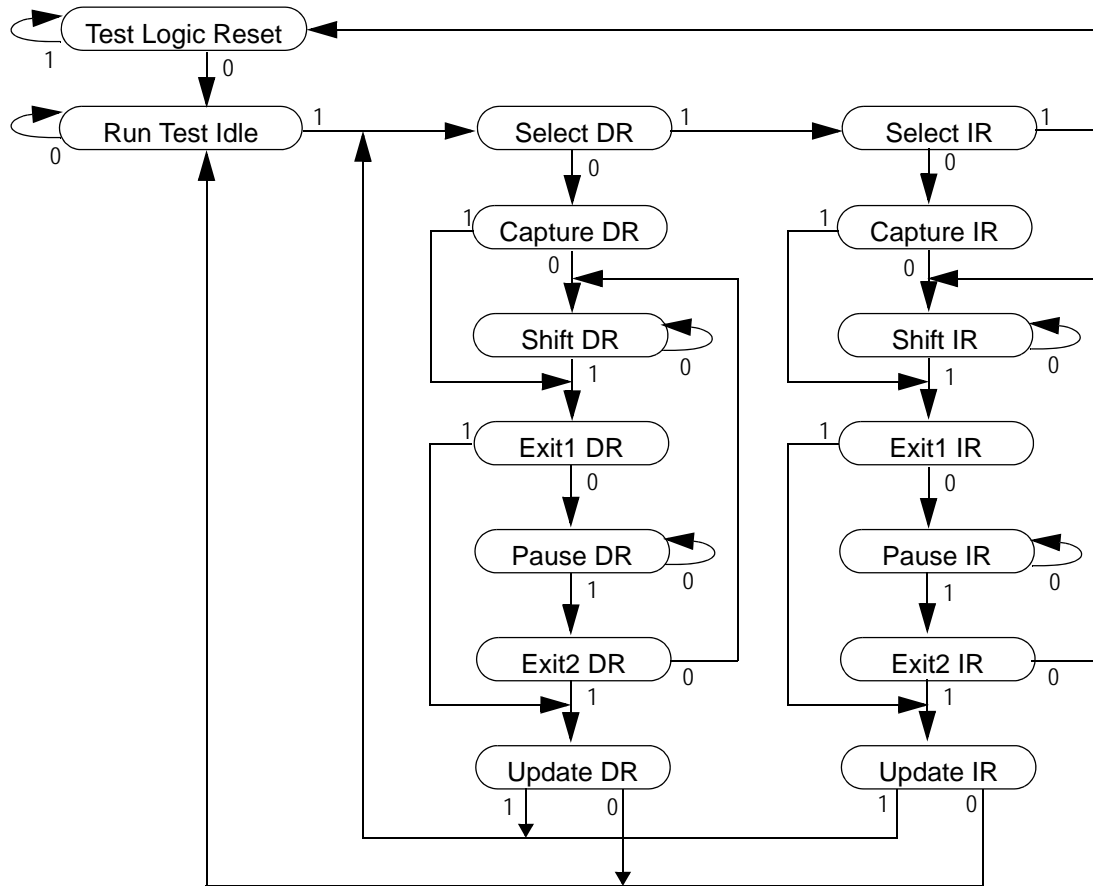 Test Logic Reset
1
0
Run Test Idle
1
Select DR
1
Select IR
1
0
0
0
1
Capture DR
1
Capture IR
0
0
Shift DR
0
Shift IR
0
1
1
1
Exit1 DR
1
Exit1 IR
0
0
Pause DR
0
Pause IR
0
1
1
Exit2 DR
0
Exit2 IR
0
1
1
Update DR
Update IR
1
0
1
0